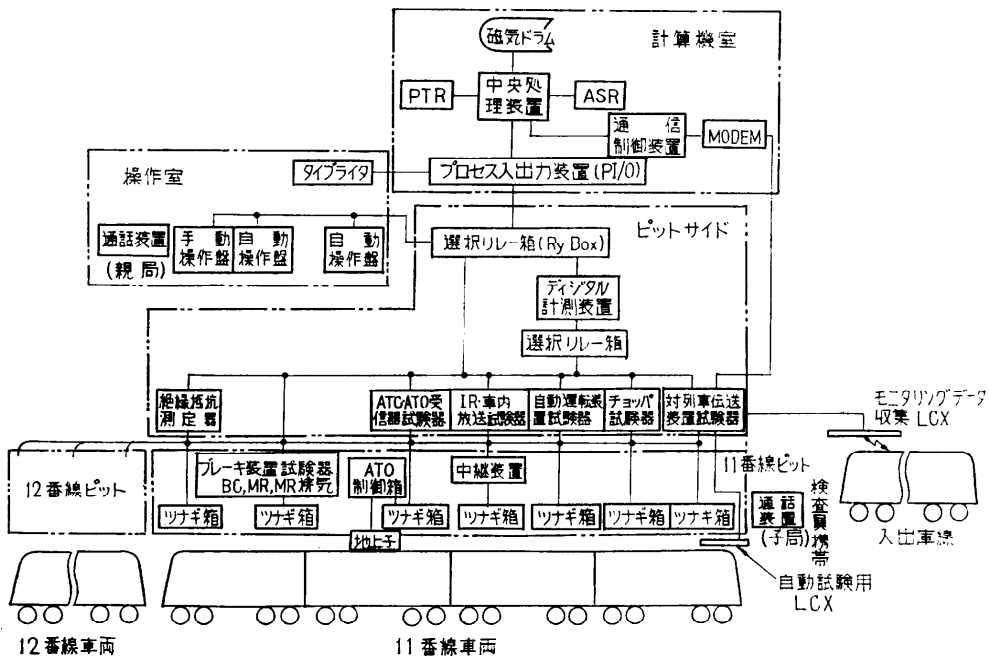 磁気ドラム
計算機室
PTR
中央処
理装置
ASR
通信
制御装置
MODEM
操作室
タイプライタ
プロセス入出力装置(PI/O)
通話装置
(親局)
手動
操作盤
自動
操作盤
自動
操作盤
選択リレー箱(Ry Box)
ピットサイド
ディジタル
計測装置
選択リレー箱
絶縁抵抗
測定器
ATC・ATO受
信器試験器
IR・車内
放送試験器
自動運転装
置試験器
チョッパ
試験器
対列車伝送
装置試験器
モニタリングデータ
収集LCX
12番線ピット
ブレーキ装置試験器
BC,MR,MR排気
ATO
制御箱
中継装置
11番線ピット
ツナギ箱
ツナギ箱
ツナギ箱
ツナギ箱
ツナギ箱
ツナギ箱
ツナギ箱
通話
装置
(子局)
検査員携帯
入出庫線
地上子
自動試験用
LCX
12番線車両
11番線車両